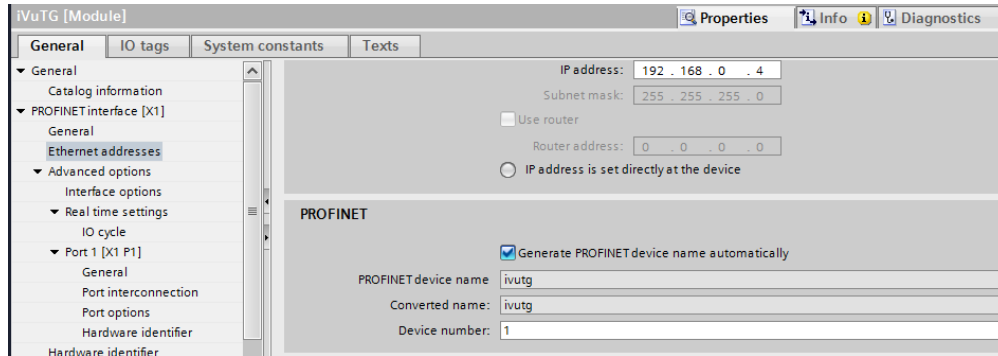 iVuTG [Module]
Properties
Info
Diagnostics
General
IO tags
System constants
Texts
General
Catalog information
PROFINET interface [X1]
General
Ethernet addresses
Advanced options
Interface options
Real time settings
IO cycle
Port 1 [X1 P1]
General
Port interconnection
Port options
Hardware identifier
Hardware identifier
IP address: 192 . 168 . 0 . 4
Subnet mask: 255 . 255 . 255 . 0
Use router
Router address: 0 . 0 . 0 . 0
IP address is set directly at the device
PROFINET
Generate PROFINET device name automatically
PROFINET device name ivutg
Converted name: ivutg
Device number: 1